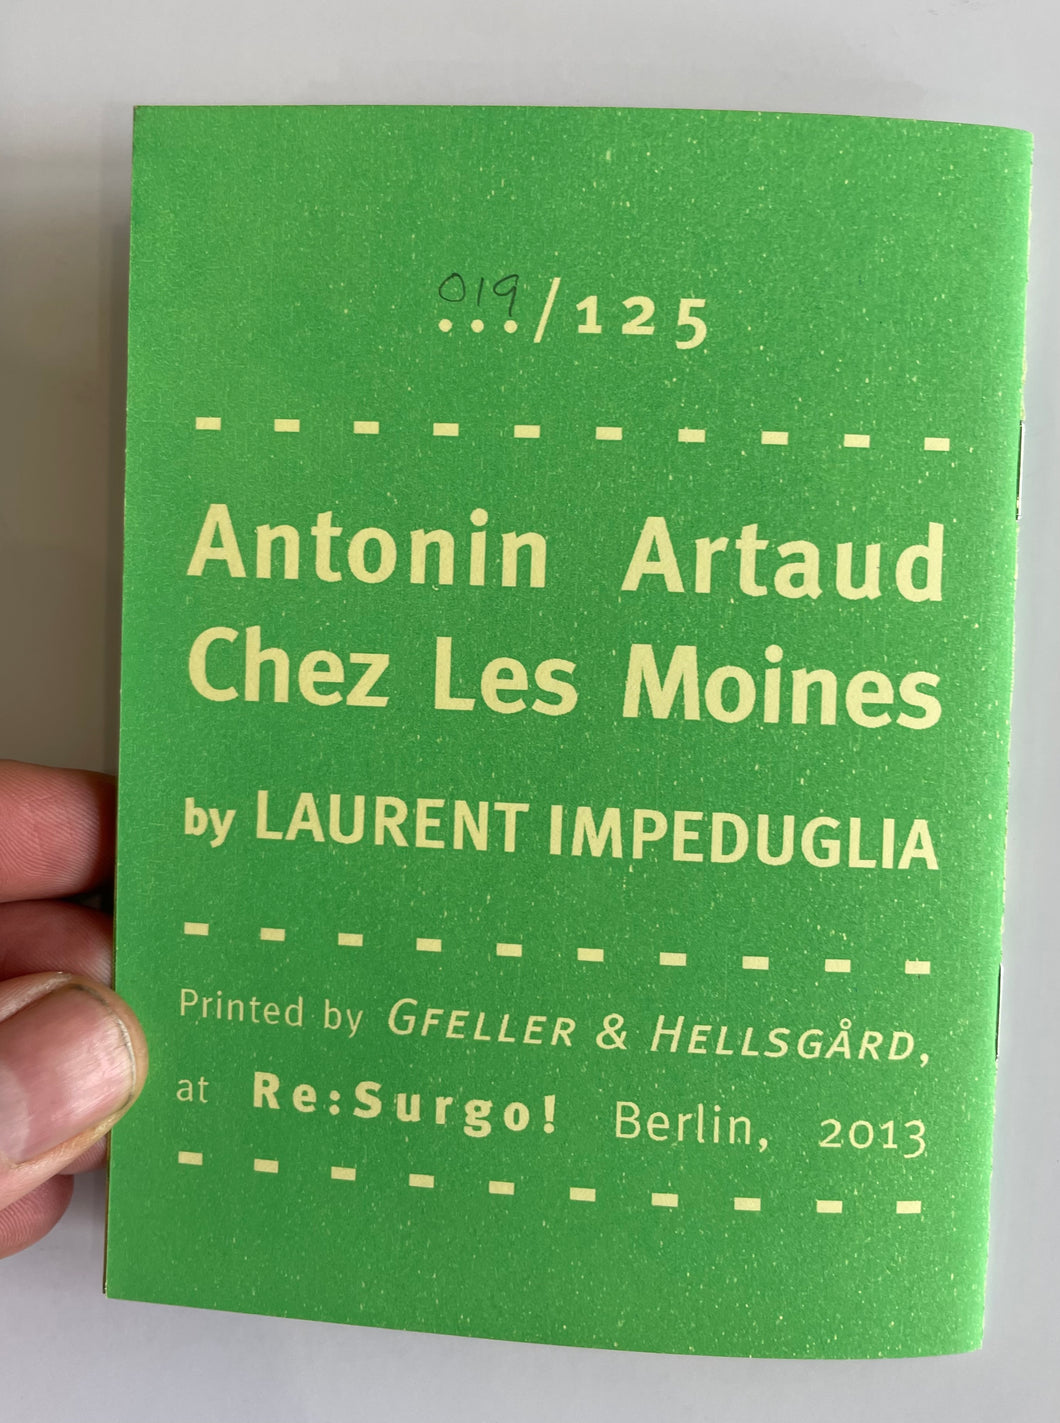 019
.../125
Antonin Artaud
Chez Les Moines
by LAURENT IMPEDUGLIA
Printed by GFELLER & HELLSGÅRD,
at Re:Surgo! Berlin, 2013